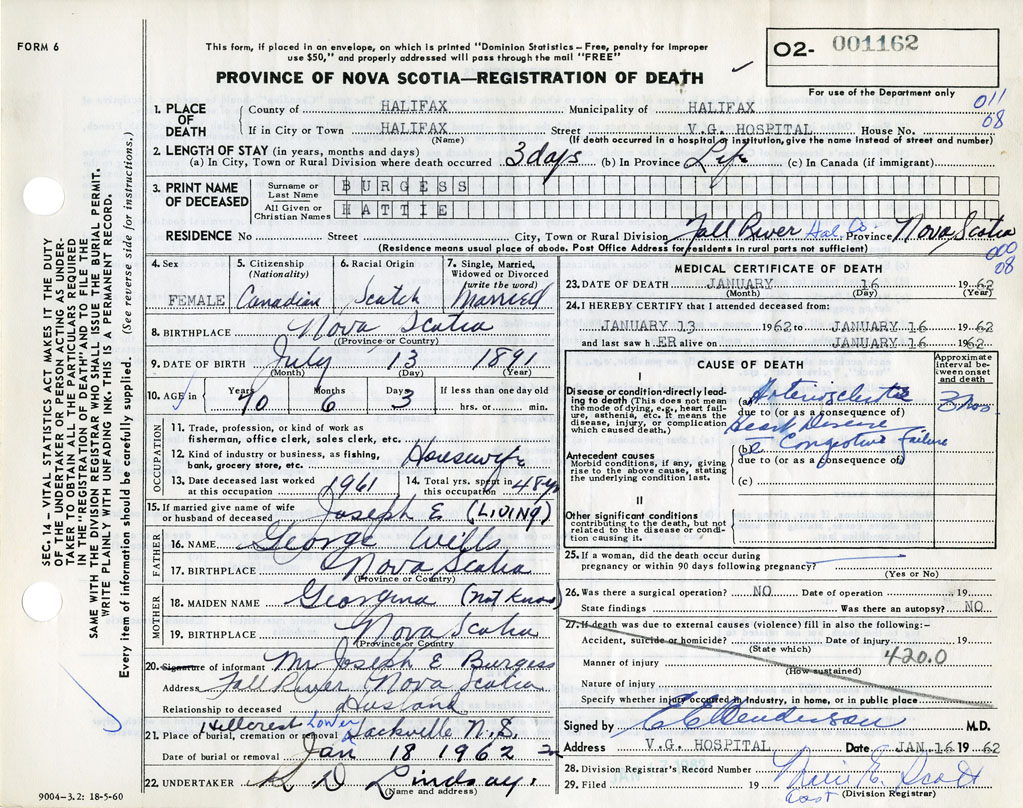 FORM 6
This form, if placed in an envelope, on which is printed "Dominion Statistics – Free, penalty for improper
use $50," and properly addressed will pass through the mail "FREE"
O2- 001162
PROVINCE OF NOVA SCOTIA—REGISTRATION OF DEATH
For use of the Department only
011
08
1. PLACE OF DEATH
County of HALIFAX Municipality of HALIFAX
If in City or Town HALIFAX Street V.G. HOSPITAL House No.
(Name) (If death occurred in a hospital or institution, give name instead of street and number)
2. LENGTH OF STAY (in years, months and days)
(a) In City, Town or Rural Division where death occurred 3 days (b) In Province Life (c) In Canada (if immigrant)
3. PRINT NAME OF DECEASED
Surname or Last Name BURGESS
All Given or Christian Names HATTIE
RESIDENCE No Street City, Town or Rural Division Fall River Hal. Co. Province Nova Scotia
(Residence means usual place of abode. Post Office Address for residents in rural parts not sufficient)
000
08
4. Sex FEMALE
5. Citizenship (Nationality) Canadian
6. Racial Origin Scotch
7. Single, Married, Widowed or Divorced (write the word) Married
8. BIRTHPLACE Nova Scotia
(Province or Country)
9. DATE OF BIRTH July 13 1891
(Month) (Day) (Year)
10. AGE in Years 70 Months 6 Days 3 If less than one day old
hrs. or min.
OCCUPATION
11. Trade, profession, or kind of work as
fisherman, office clerk, sales clerk, etc.
12. Kind of industry or business, as fishing,
bank, grocery store, etc. Housewife
13. Date deceased last worked at this occupation 1961
14. Total yrs. spent in this occupation 48 yr
15. If married give name of wife
or husband of deceased Joseph E (LIVING)
FATHER
16. NAME George Wills
17. BIRTHPLACE Nova Scotia
(Province or Country)
MOTHER
18. MAIDEN NAME Georgina (Not Known)
19. BIRTHPLACE Nova Scotia
(Province or Country)
20. Signature of informant Mr Joseph E Burgess
Address Fall River Nova Scotia
Relationship to deceased Husband
Hillcrest Lower
21. Place of burial, cremation or removal Sackville N.S.
Date of burial or removal Jan 18 1962
22. UNDERTAKER K D Lindsay
(Name and address)
MEDICAL CERTIFICATE OF DEATH
23. DATE OF DEATH JANUARY 16 19 62
(Month) (Day) (Year)
24. I HEREBY CERTIFY that I attended deceased from:
JANUARY 13 1962 to JANUARY 16 19 62
and last saw h ER alive on JANUARY 16 1962
CAUSE OF DEATH
Approximate interval between onset and death
I
Disease or condition directly leading to death (This does not mean the mode of dying, e.g., heart failure, asthenia, etc. It means the disease, injury, or complication which caused death.)
(a) Arteriosclerotic
due to (or as a consequence of)
Heart Disease
(b) c Congestive Failure
due to (or as a consequence of)
(c)
Antecedent causes
Morbid conditions, if any, giving rise to the above cause, stating the underlying condition last.
II
Other significant conditions
contributing to the death, but not related to the disease or condition causing it.
25. If a woman, did the death occur during
pregnancy or within 90 days following pregnancy?
(Yes or No)
26. Was there a surgical operation? NO Date of operation 19
State findings Was there an autopsy? NO
27. If death was due to external causes (violence) fill in also the following:-
Accident, suicide or homicide? Date of injury 19
(State which)
Manner of injury 420.0
(How sustained)
Nature of injury
Specify whether injury occurred in Industry, in home, or in public place
Signed by C E Henderson M.D.
Address V.G. HOSPITAL Date JAN 16 19 62
28. Division Registrar's Record Number
29. Filed 19 Marie E. Scott
(Division Registrar)
SEC. 14 – VITAL STATISTICS ACT MAKES IT THE DUTY
OF THE UNDERTAKER OR PERSON ACTING AS UNDER-
TAKER TO OBTAIN ALL THE PARTICULARS REQUIRED
IN THE "REGISTRATION OF DEATH" AND TO FILE THE
SAME WITH THE DIVISION REGISTRAR WHO SHALL ISSUE THE BURIAL PERMIT.
WRITE PLAINLY WITH UNFADING INK. THIS IS A PERMANENT RECORD.
Every item of information should be carefully supplied. (See reverse side for instructions.)
9004–3.2: 18-5-60